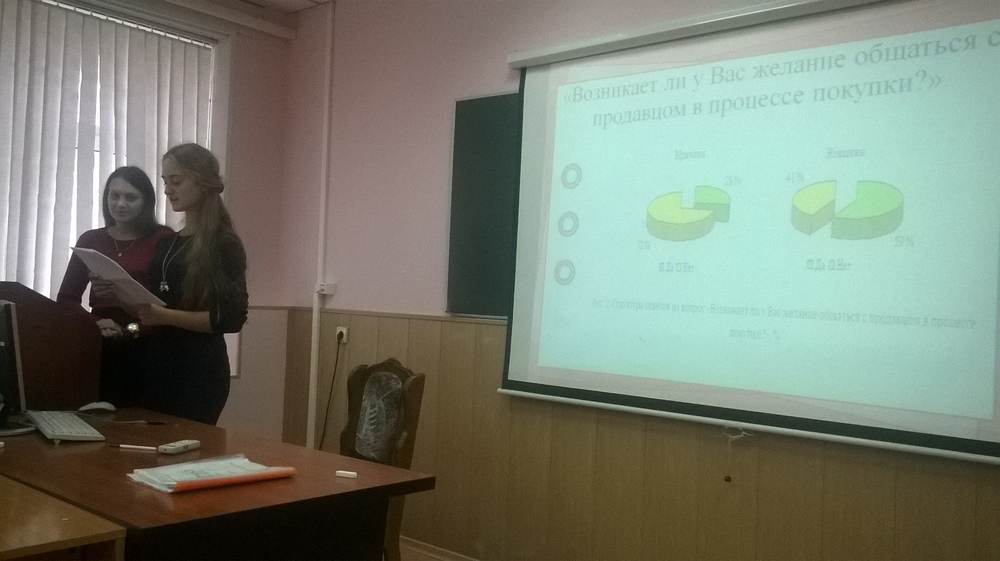 «Возникает ли у Вас желание общаться с
продавцом в процессе покупки?»
Мужчины
Женщины
28%
41%
72%
59%
Да Нет
Да Нет
Рис. 2. Структура ответов на вопрос «Возникает ли у Вас желание общаться с продавцом в процессе
покупки?», %